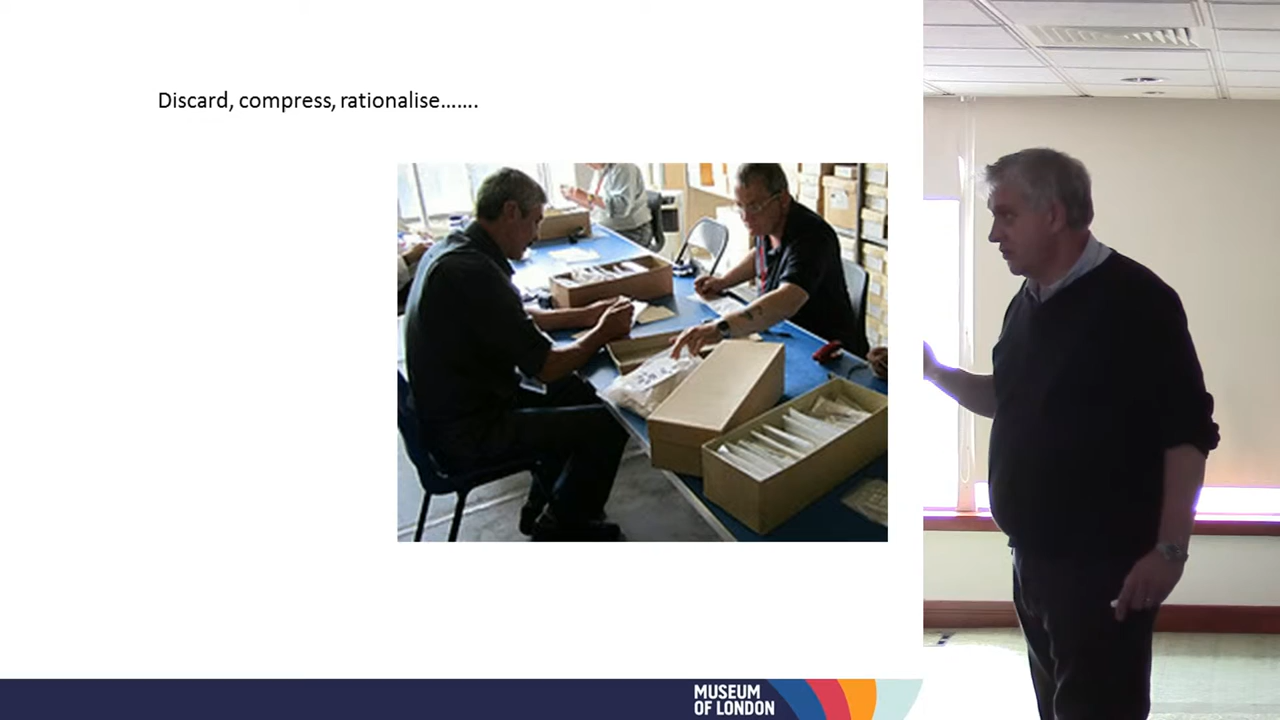 Discard, compress, rationalise.......
MUSEUM
OF LONDON